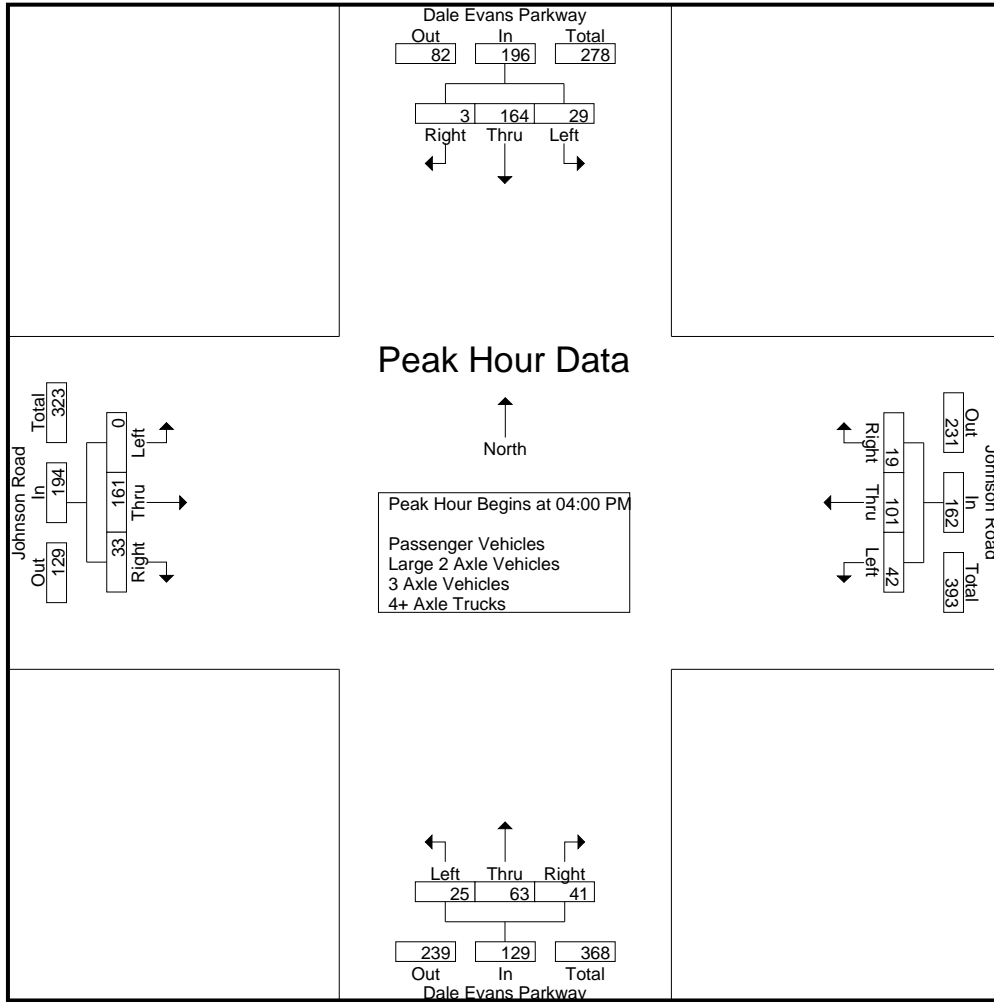 Dale Evans Parkway
Out In Total
82 196 278
3 164 29
Right Thru Left
Peak Hour Data
North
Peak Hour Begins at 04:00 PM
Passenger Vehicles
Large 2 Axle Vehicles
3 Axle Vehicles
4+ Axle Trucks
Johnson Road
Out In Total
129 194 323
Left Thru Right
0 161 33
Johnson Road
Out In Total
231 162 393
Right Thru Left
19 101 42
Left Thru Right
25 63 41
239 129 368
Out In Total
Dale Evans Parkway